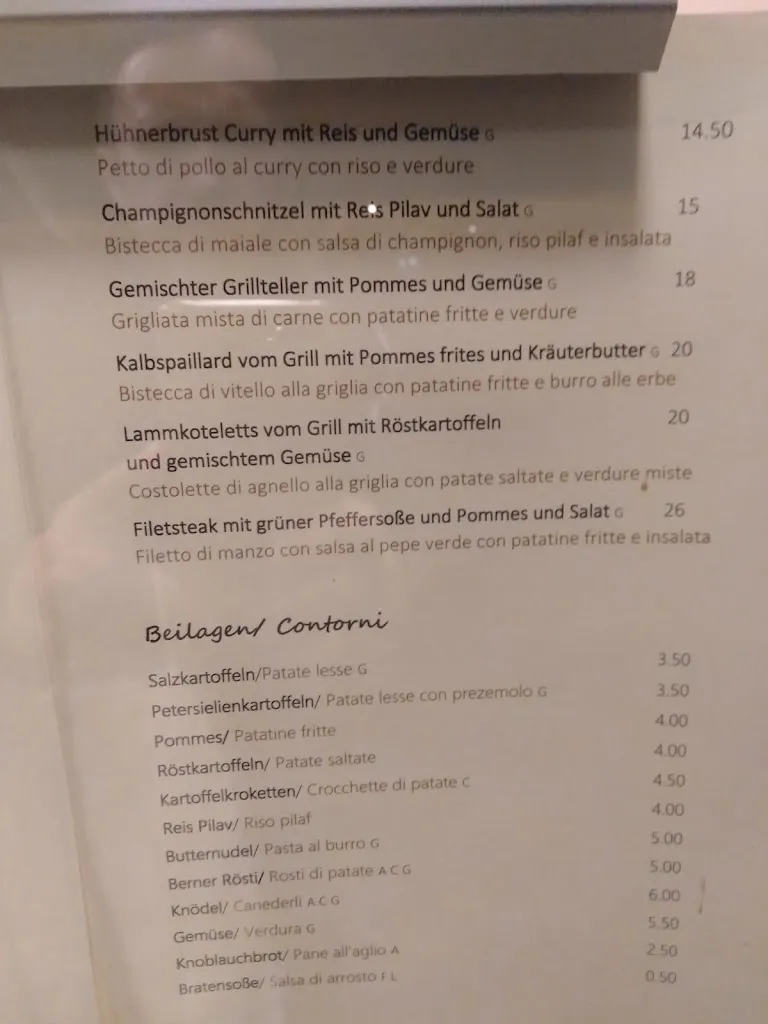 Hühnerbrust Curry mit Reis und Gemüse G 14.50
Petto di pollo al curry con riso e verdure
Champignonschnitzel mit Reis Pilav und Salat G 15
Bistecca di maiale con salsa di champignon, riso pilaf e insalata
Gemischter Grillteller mit Pommes und Gemüse G 18
Grigliata mista di carne con patatine fritte e verdure
Kalbspaillard vom Grill mit Pommes frites und Kräuterbutter G 20
Bistecca di vitello alla griglia con patatine fritte e burro alle erbe
Lammkoteletts vom Grill mit Röstkartoffeln 20
und gemischtem Gemüse G
Costolette di agnello alla griglia con patate saltate e verdure miste
Filetsteak mit grüner Pfeffersoße und Pommes und Salat G 26
Filetto di manzo con salsa al pepe verde con patatine fritte e insalata
Beilagen/ Contorni
Salzkartoffeln/Patate lesse G 3.50
Petersielienkartoffeln/ Patate lesse con prezemolo G 3.50
Pommes/ Patatine fritte 4.00
Röstkartoffeln/ Patate saltate 4.00
Kartoffelkroketten/ Crocchette di patate C 4.50
Reis Pilav/ Riso pilaf 4.00
Butternudel/ Pasta al burro G 5.00
Berner Rösti/ Rosti di patate A C G 5.00
Knödel/ Canederli A C G 6.00
Gemüse/ Verdura G 5.50
Knoblauchbrot/ Pane all'aglio A 2.50
Bratensoße/ Salsa di arrosto F L 0.50